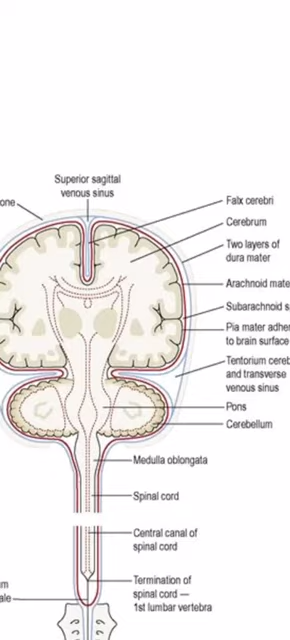 Superior sagittal
venous sinus
one
Falx cerebri
Cerebrum
Two layers of
dura mater
Arachnoid mate
Subarachnoid s
Pia mater adher
to brain surface
Tentorium cereb
and transverse
venous sinus
Pons
Cerebellum
Medulla oblongata
Spinal cord
Central canal of
spinal cord
Termination of
spinal cord —
1st lumbar vertebra
um
ale